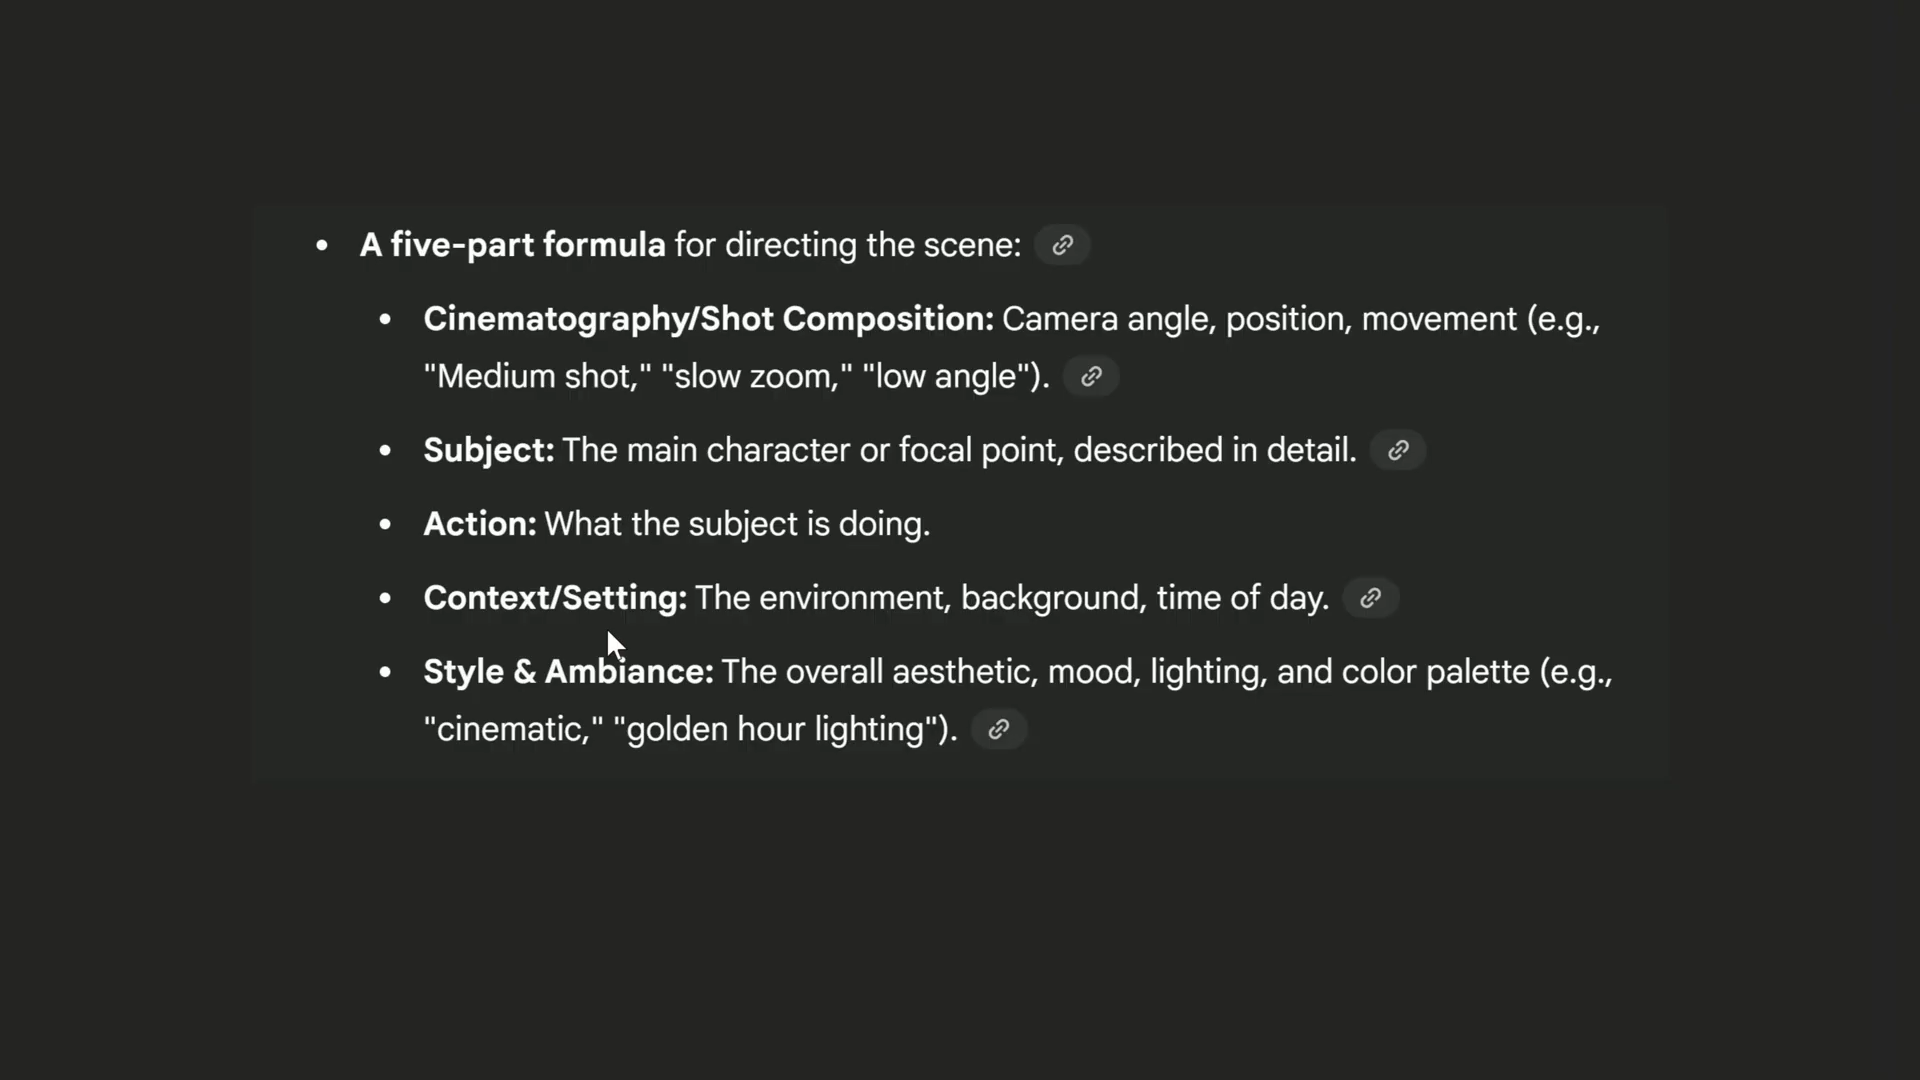 • A five-part formula for directing the scene:
• Cinematography/Shot Composition: Camera angle, position, movement (e.g.,
"Medium shot," "slow zoom," "low angle").
• Subject: The main character or focal point, described in detail.
• Action: What the subject is doing.
• Context/Setting: The environment, background, time of day.
• Style & Ambiance: The overall aesthetic, mood, lighting, and color palette (e.g.,
"cinematic," "golden hour lighting").